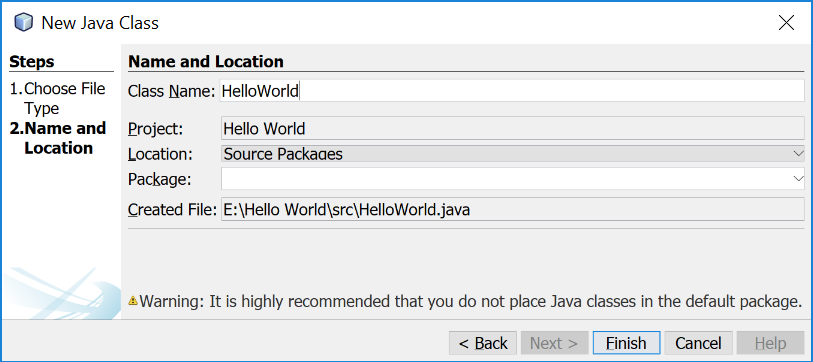 New Java Class
Steps
1.Choose File
Type
2.Name and
Location
Name and Location
Class Name: HelloWorld
Project: Hello World
Location: Source Packages
Package:
Created File: E:\Hello World\src\HelloWorld.java
Warning: It is highly recommended that you do not place Java classes in the default package.
< Back Next > Finish Cancel Help